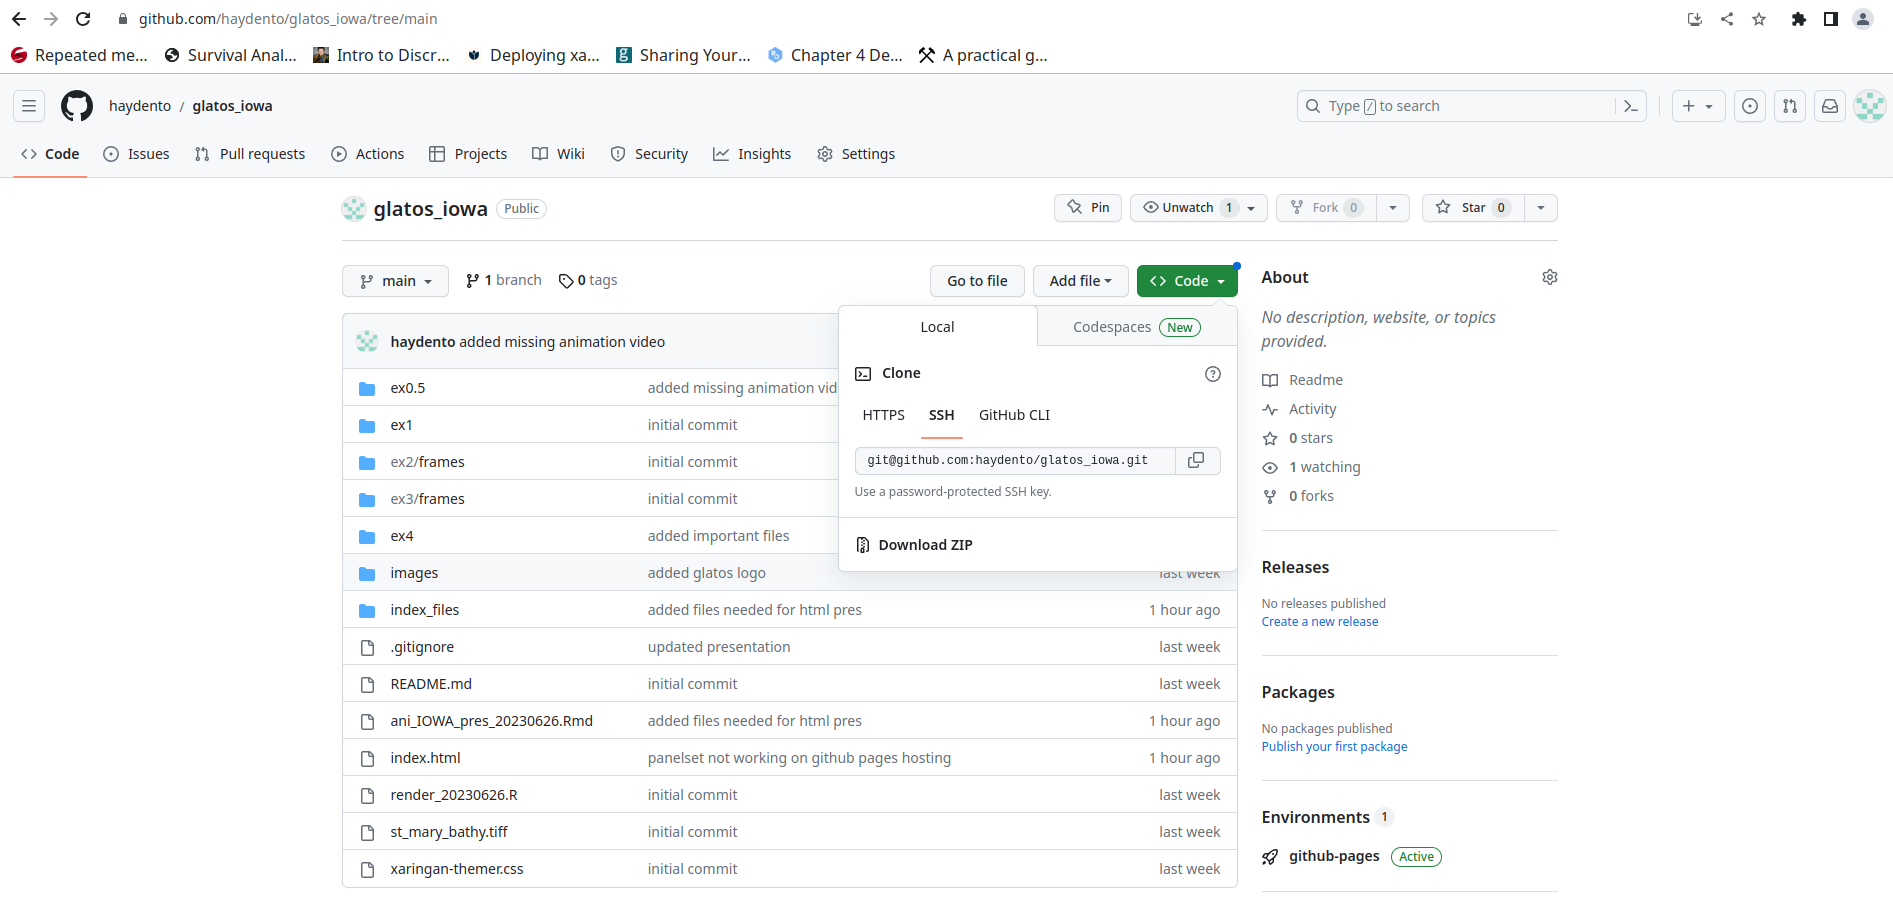 github.com/haydento/glatos_iowa/tree/main
Repeated me... Survival Anal... Intro to Discr... Deploying xa... Sharing Your... Chapter 4 De... A practical g...
haydento / glatos_iowa Type / to search
Code Issues Pull requests Actions Projects Wiki Security Insights Settings
glatos_iowa Public Pin Unwatch 1 Fork 0 Star 0
main 1 branch 0 tags Go to file Add file Code
About
No description, website, or topics
provided.
Readme
Activity
0 stars
1 watching
0 forks
Releases
No releases published
Create a new release
Packages
No packages published
Publish your first package
Environments 1
github-pages Active
Local Codespaces New
Clone
HTTPS SSH GitHub CLI
git@github.com:haydento/glatos_iowa.git
Use a password-protected SSH key.
Download ZIP
haydento added missing animation video
ex0.5 added missing animation vid
ex1 initial commit
ex2/frames initial commit
ex3/frames initial commit
ex4 added important files
images added glatos logo last week
index_files added files needed for html pres 1 hour ago
.gitignore updated presentation last week
README.md initial commit last week
ani_IOWA_pres_20230626.Rmd added files needed for html pres 1 hour ago
index.html panelset not working on github pages hosting 1 hour ago
render_20230626.R initial commit last week
st_mary_bathy.tiff initial commit last week
xaringan-themer.css initial commit last week